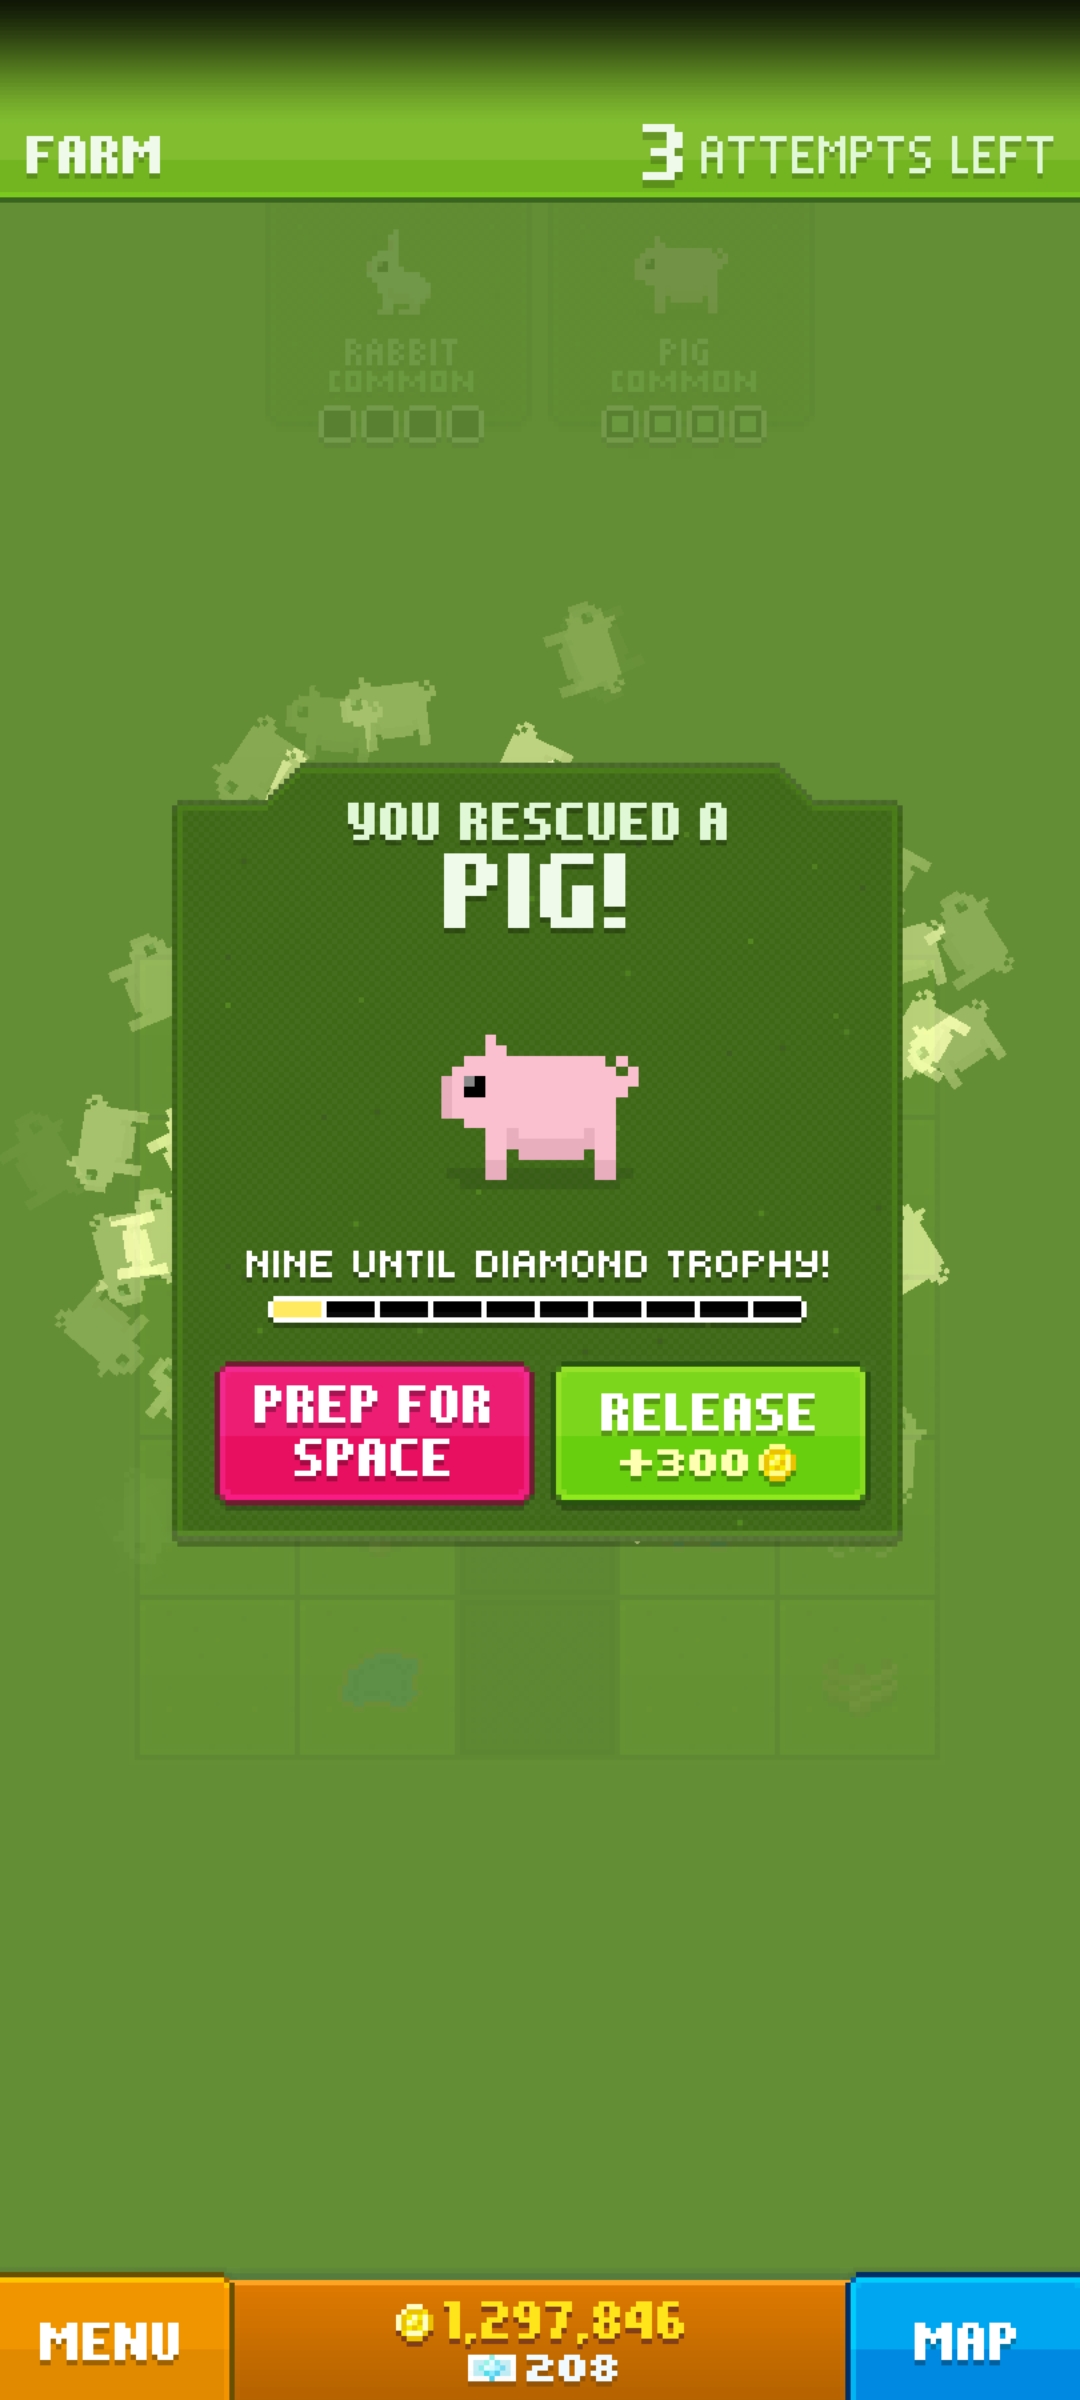 FARM
3 ATTEMPTS LEFT
RABBIT
COMMON
PIG
COMMON
YOU RESCUED A
PIG!
NINE UNTIL DIAMOND TROPHY!
PREP FOR
SPACE
RELEASE
+300
MENU
1,297,846
208
MAP